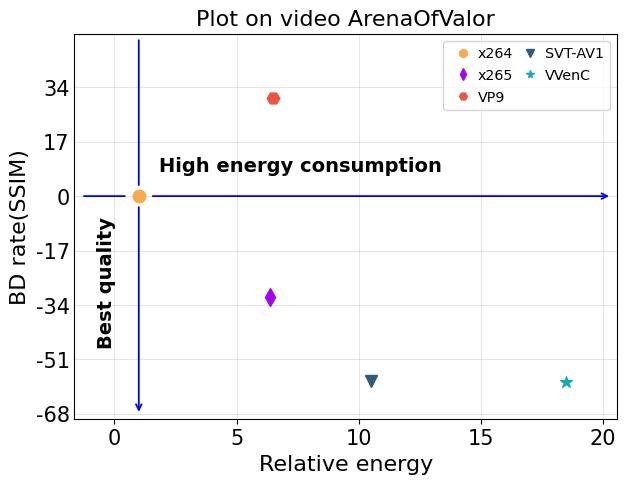 Plot on video ArenaOfValor
x264
x265
VP9
SVT-AV1
VVenC
34
17
0
-17
-34
-51
-68
BD rate(SSIM)
High energy consumption
Best quality
0
5
10
15
20
Relative energy